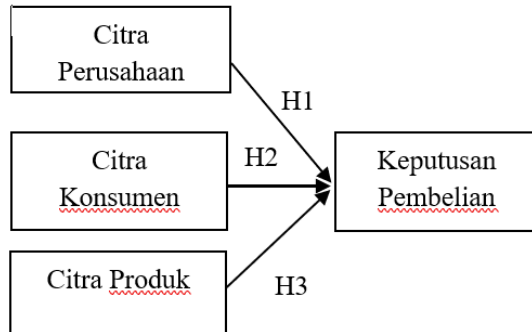 Citra
Perusahaan
H1
Citra
Konsumen
H2
Keputusan
Pembelian
Citra Produk
H3